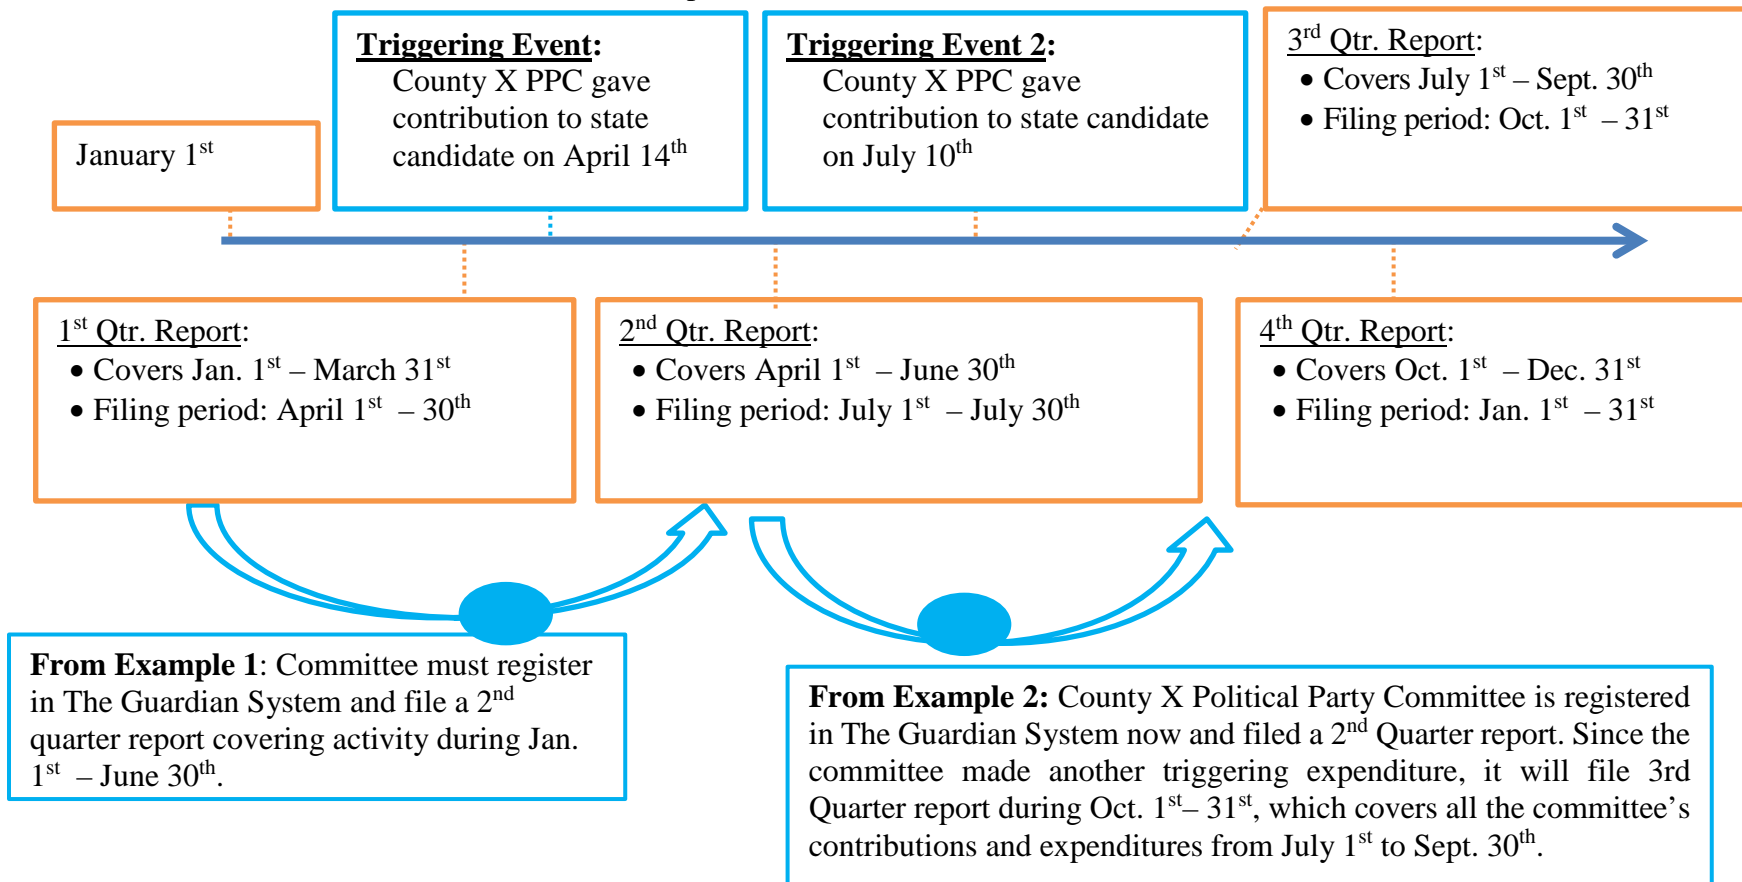 Triggering Event:
County X PPC gave
contribution to state
candidate on April 14th
Triggering Event 2:
County X PPC gave
contribution to state candidate
on July 10th
3rd Qtr. Report:
• Covers July 1st – Sept. 30th
• Filing period: Oct. 1st – 31st
January 1st
1st Qtr. Report:
• Covers Jan. 1st – March 31st
• Filing period: April 1st – 30th
2nd Qtr. Report:
• Covers April 1st – June 30th
• Filing period: July 1st – July 30th
4th Qtr. Report:
• Covers Oct. 1st – Dec. 31st
• Filing period: Jan. 1st – 31st
From Example 1: Committee must register
in The Guardian System and file a 2nd
quarter report covering activity during Jan.
1st – June 30th.
From Example 2: County X Political Party Committee is registered
in The Guardian System now and filed a 2nd Quarter report. Since the
committee made another triggering expenditure, it will file 3rd
Quarter report during Oct. 1st– 31st, which covers all the committee’s
contributions and expenditures from July 1st to Sept. 30th.